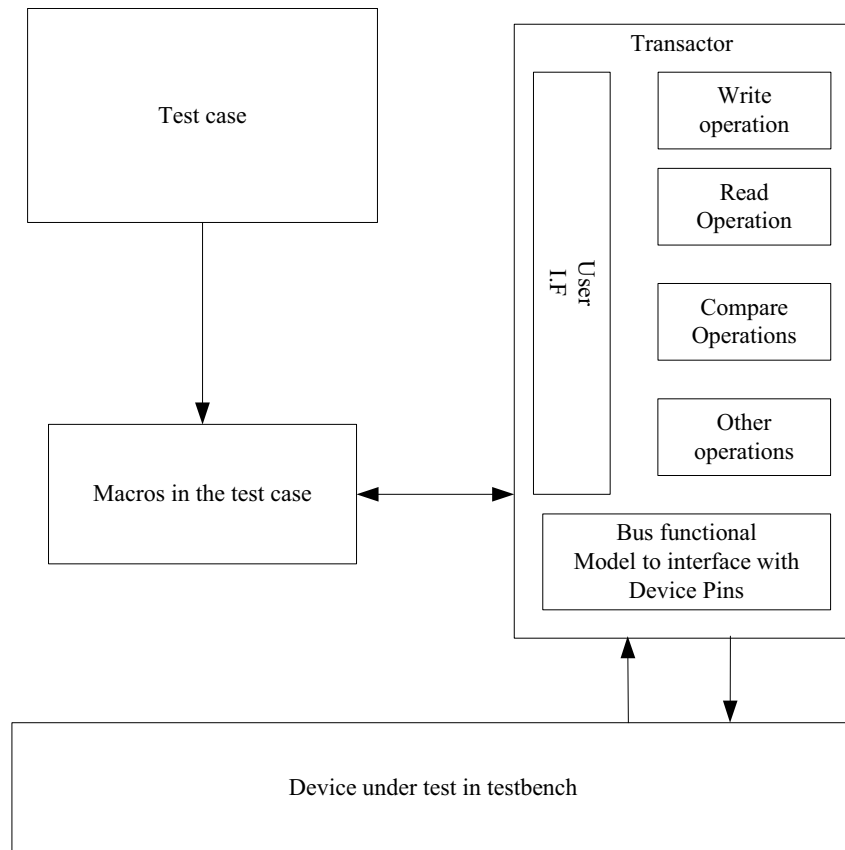 Test case
Macros in the test case
Transactor
User
I.F
Write
operation
Read
Operation
Compare
Operations
Other
operations
Bus functional
Model to interface with
Device Pins
Device under test in testbench